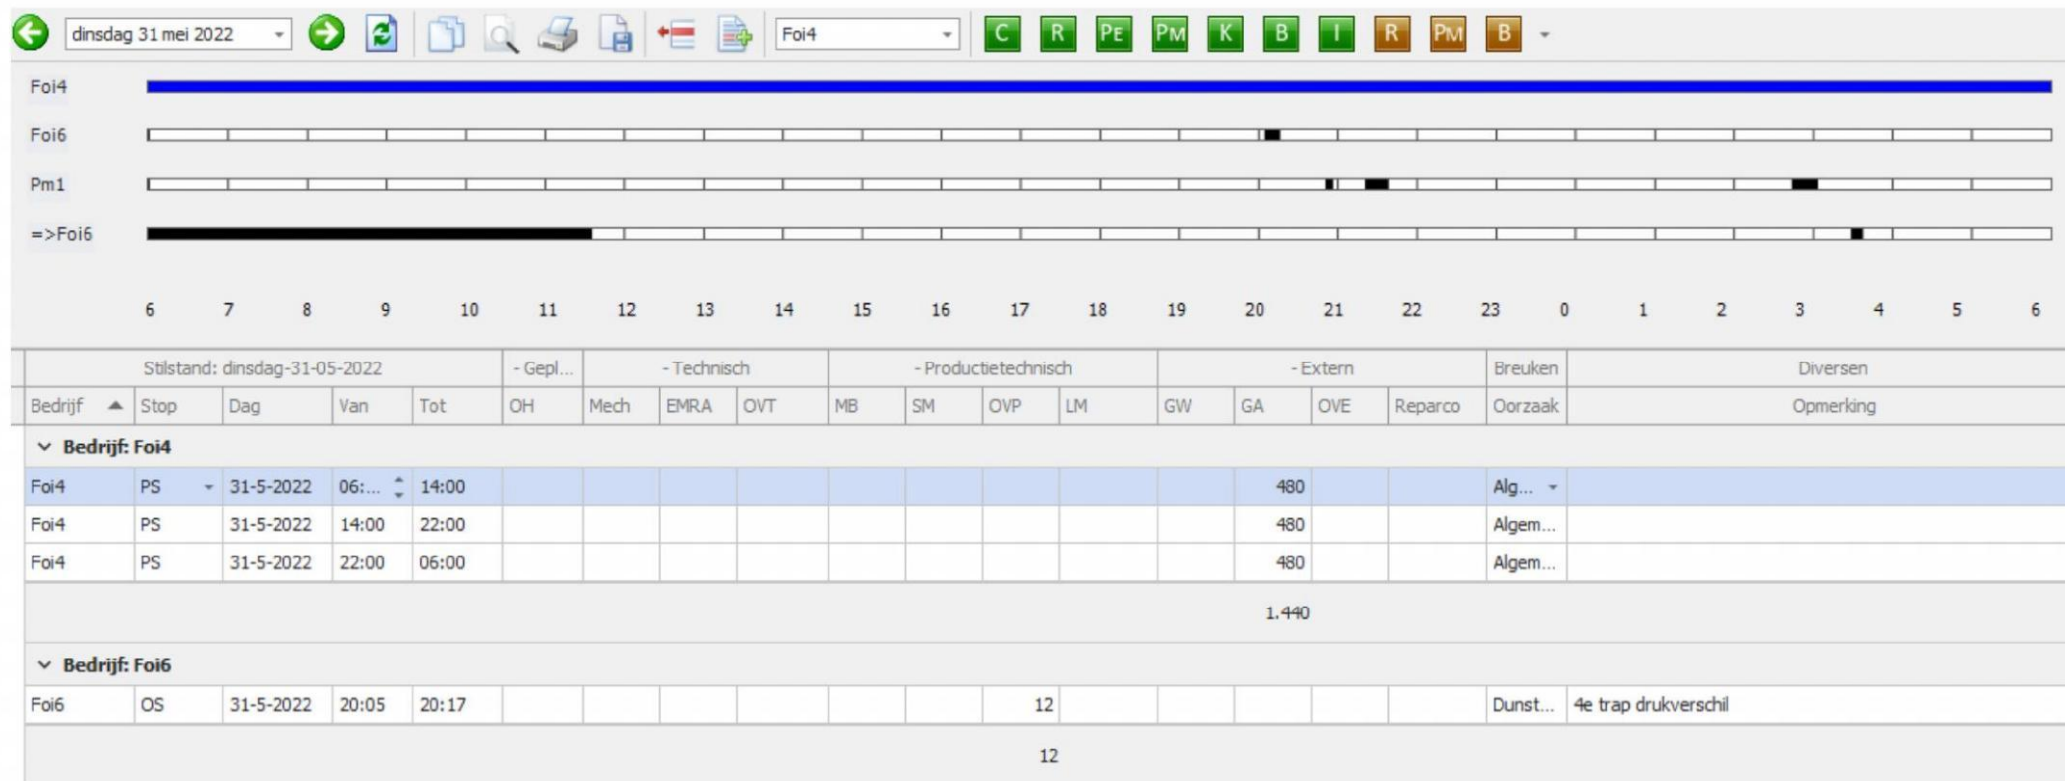 dinsdag 31 mei 2022 Foi4 C R PE PM K B I R PM B
Foi4
Foi6
Pm1
=>Foi6
6 7 8 9 10 11 12 13 14 15 16 17 18 19 20 21 22 23 0 1 2 3 4 5 6
Stilstand: dinsdag-31-05-2022 - Gepl... - Technisch - Productietechnisch - Extern Breuken Diversen
Bedrijf Stop Dag Van Tot OH Mech EMRA OVT MB SM OVP LM GW GA OVE Reparco Oorzaak Opmerking
Bedrijf: Foi4
Foi4 PS 31-5-2022 06:... 14:00 480 Alg...
Foi4 PS 31-5-2022 14:00 22:00 480 Algem...
Foi4 PS 31-5-2022 22:00 06:00 480 Algem...
1.440
Bedrijf: Foi6
Foi6 OS 31-5-2022 20:05 20:17 12 Dunst... 4e trap drukverschil
12